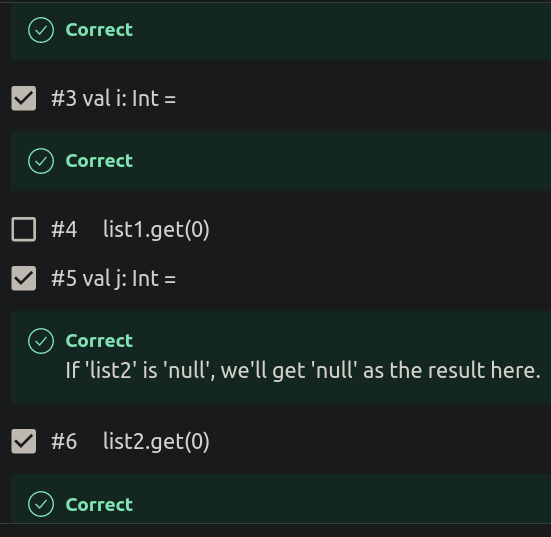 Correct
#3 val i: Int =
Correct
#4 list1.get(0)
#5 val j: Int =
Correct
If 'list2' is 'null', we'll get 'null' as the result here.
#6 list2.get(0)
Correct